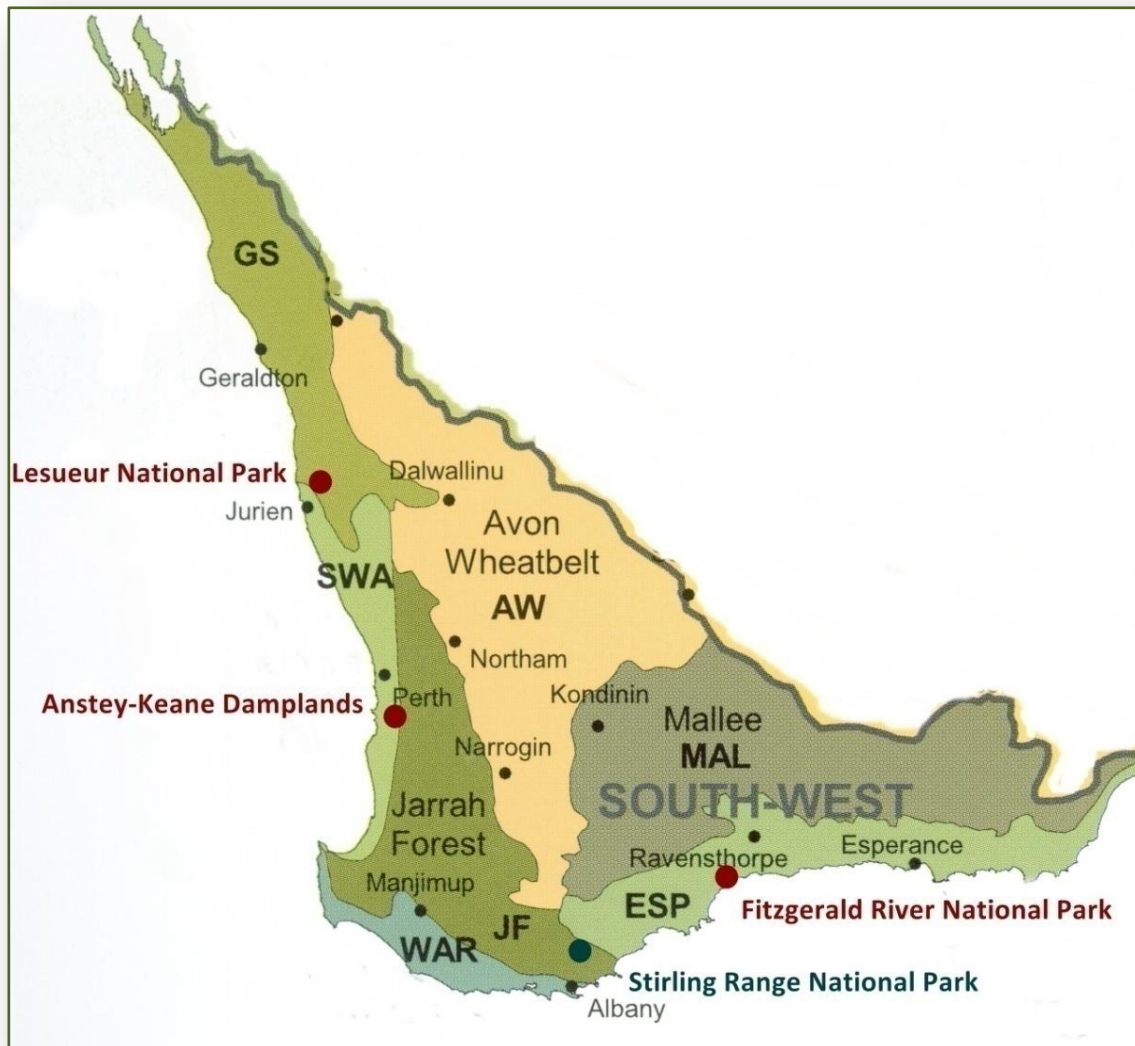 GS
Geraldton
Lesueur National Park
Dalwallinu
Jurien
Avon
Wheatbelt
SWA
AW
Northam
Kondinin
Perth
Anstey-Keane Damplands
Mallee
MAL
Narrogin
SOUTH-WEST
Jarrah
Forest
Ravensthorpe
Esperance
Manjimup
ESP
Fitzgerald River National Park
JF
WAR
Stirling Range National Park
Albany